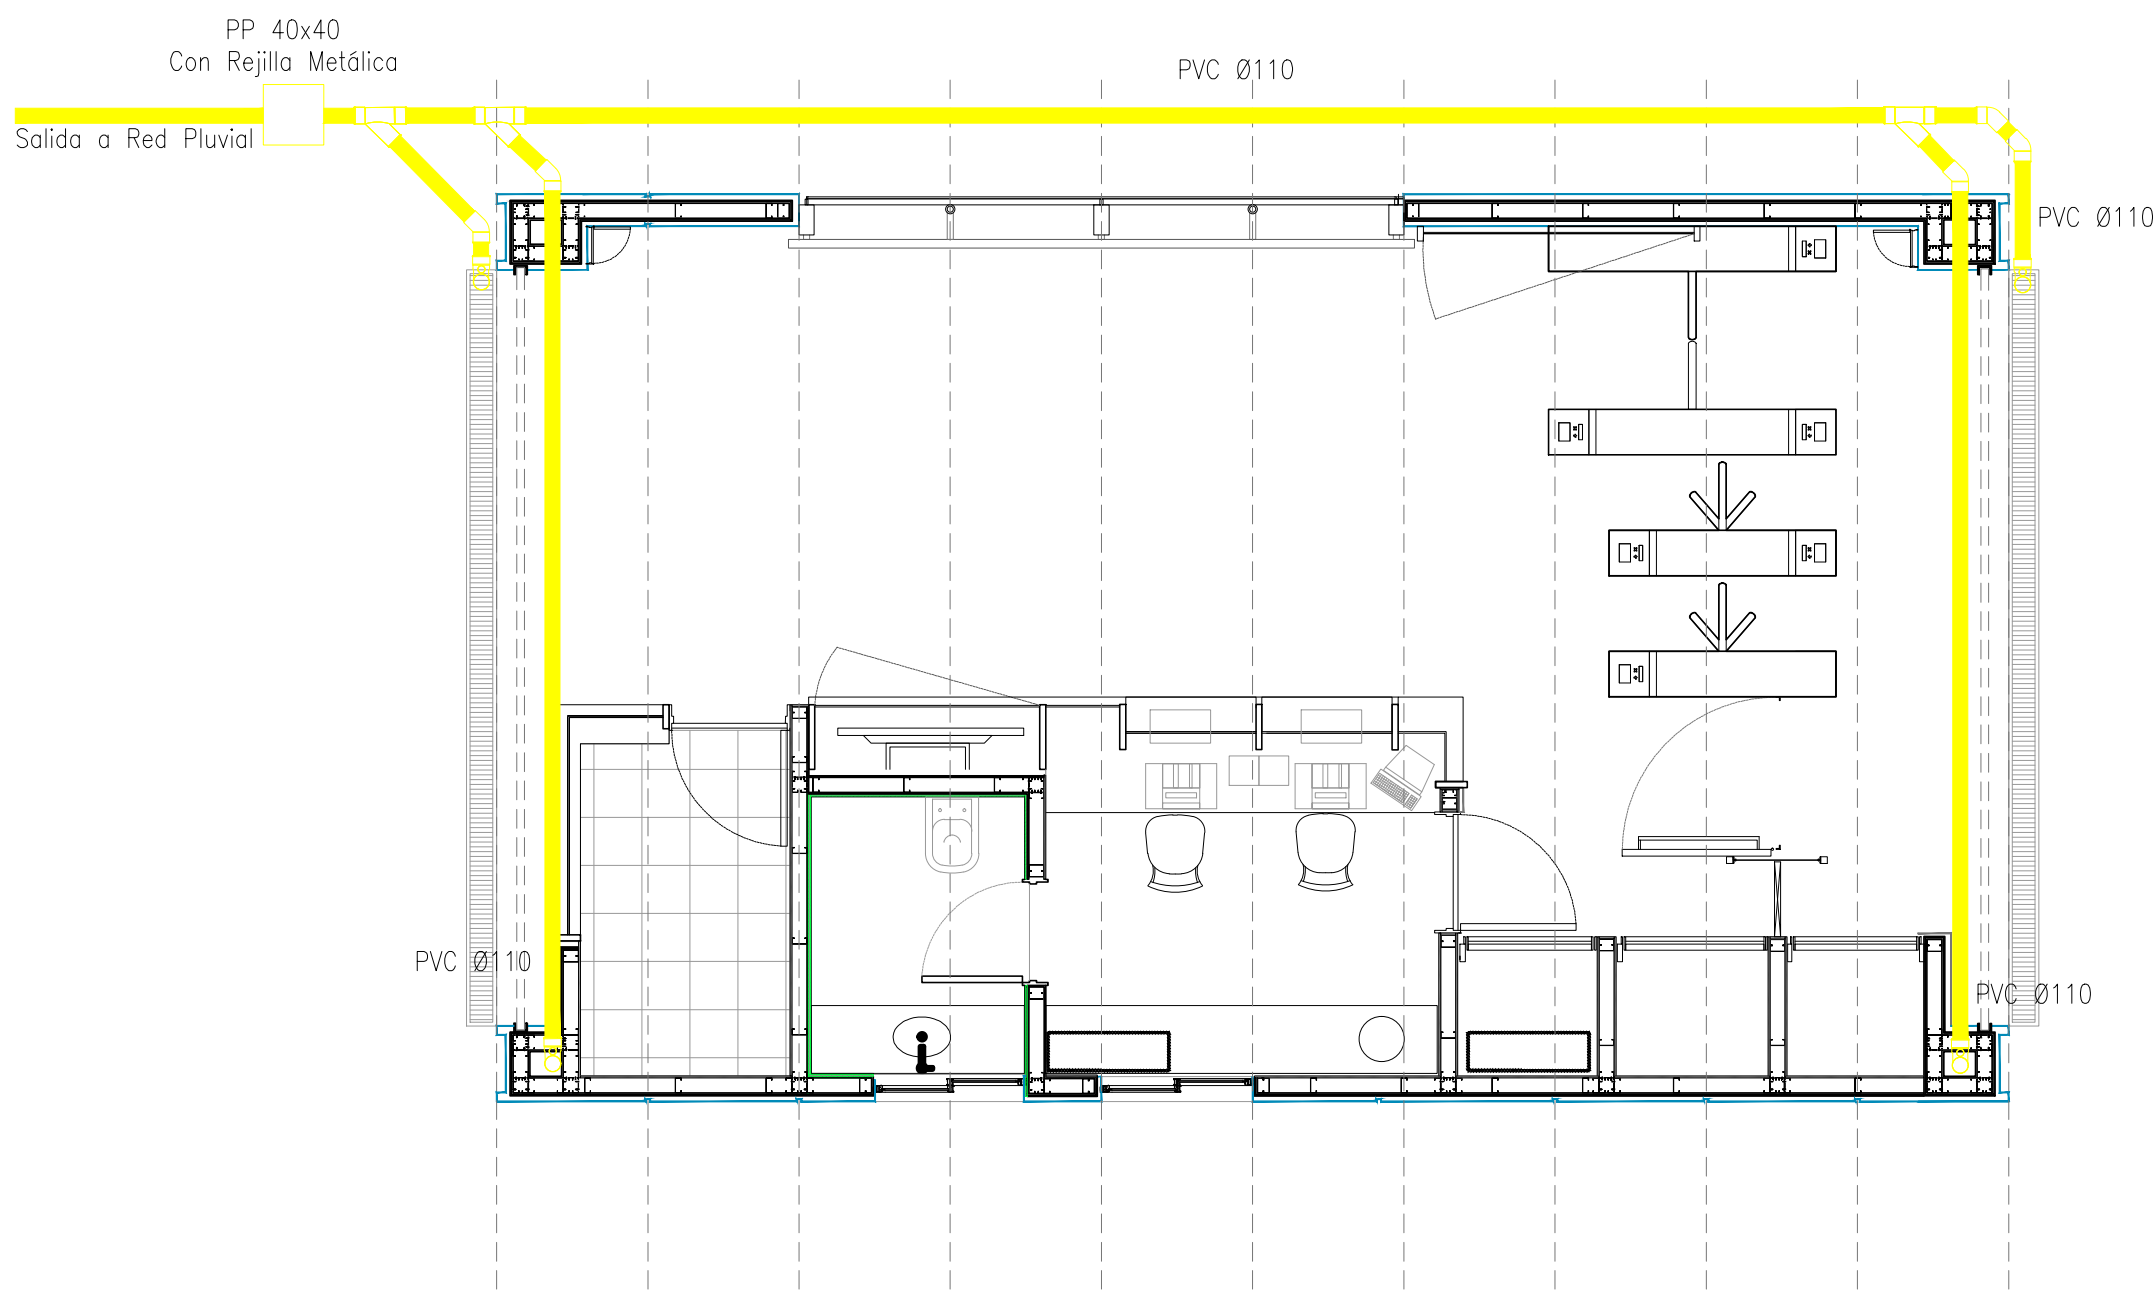 PP 40x40
Con Rejilla Metálica
PVC Ø110
Salida a Red Pluvial
PVC Ø110
PVC Ø110
PVC Ø110